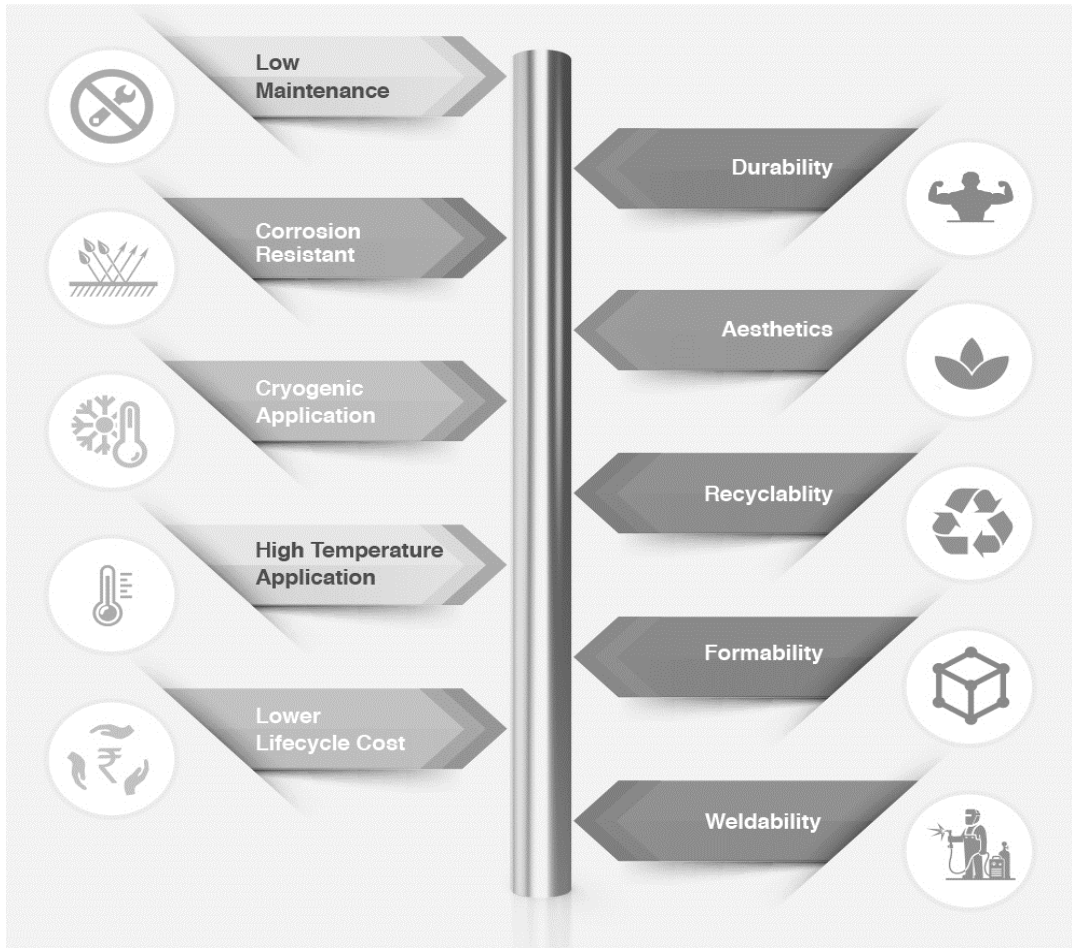 Low
Maintenance
Durability
Corrosion
Resistant
Aesthetics
Cryogenic
Application
Recyclablity
High Temperature
Application
Formability
Lower
Lifecycle Cost
₹
Weldability